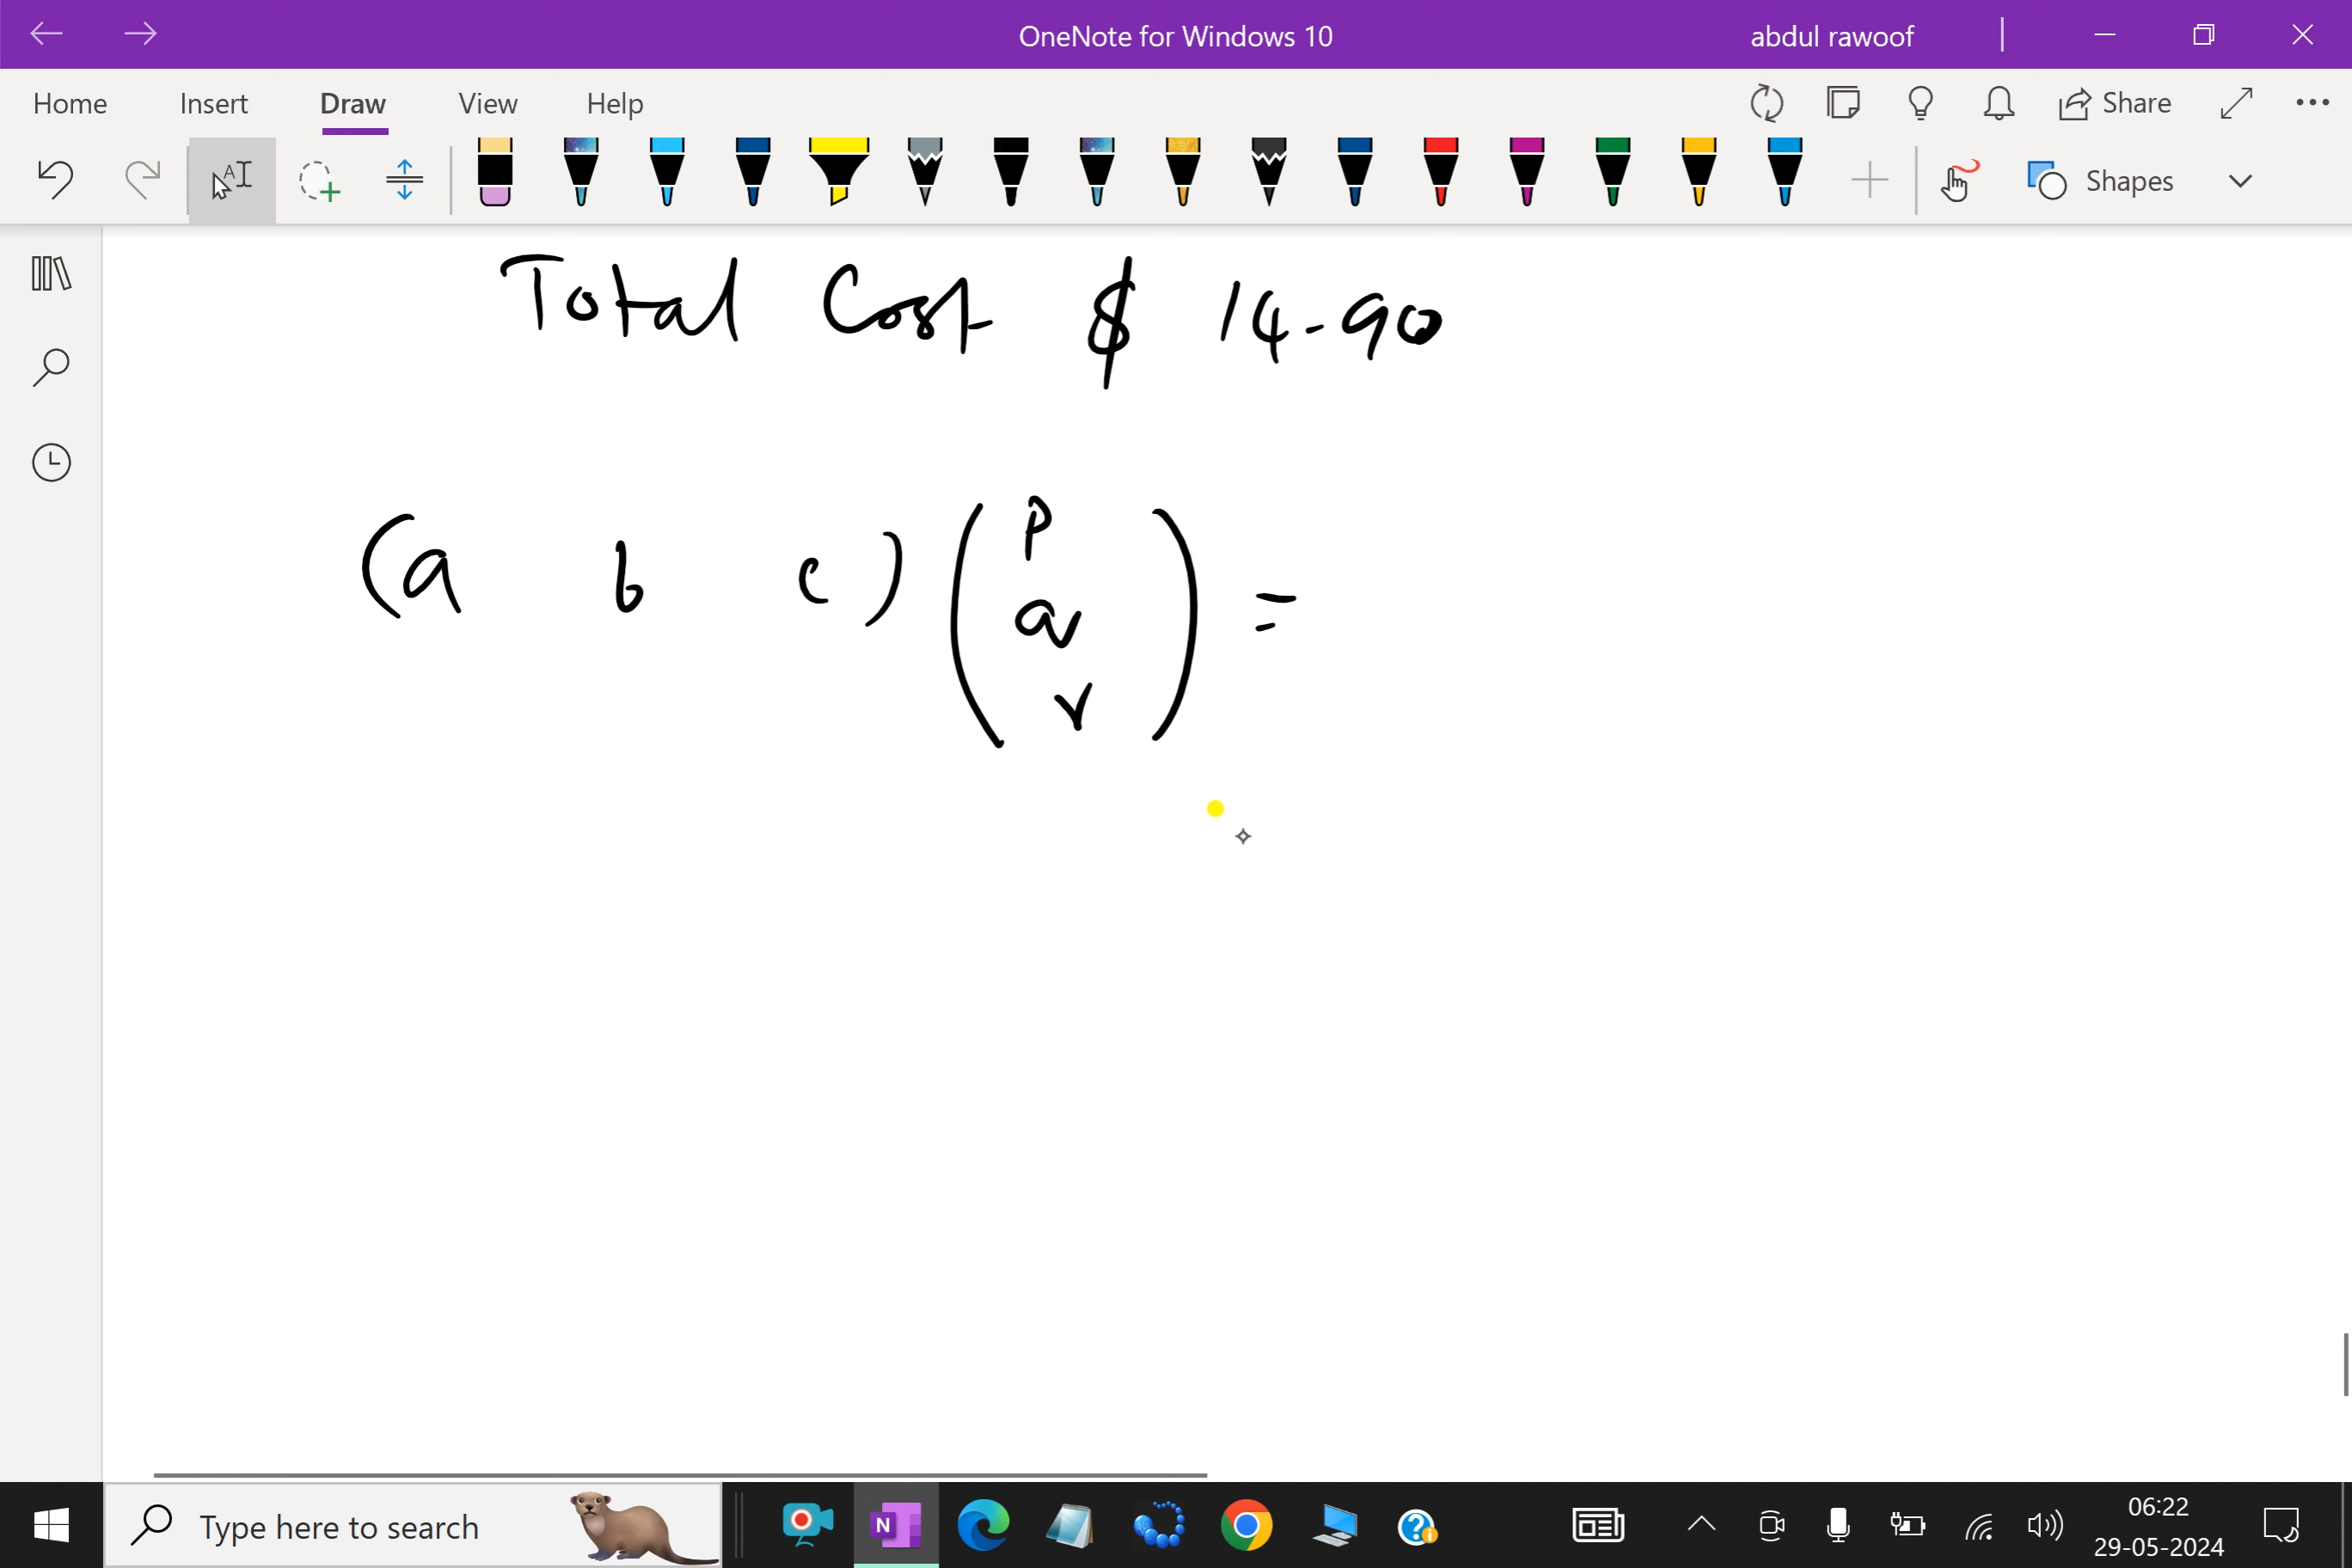 OneNote for Windows 10
abdul rawoof
Home Insert Draw View Help
Share
Shapes
Total Cost $ 14-90
(a b c) ( p
q
r ) =
Type here to search
06:22
29-05-2024